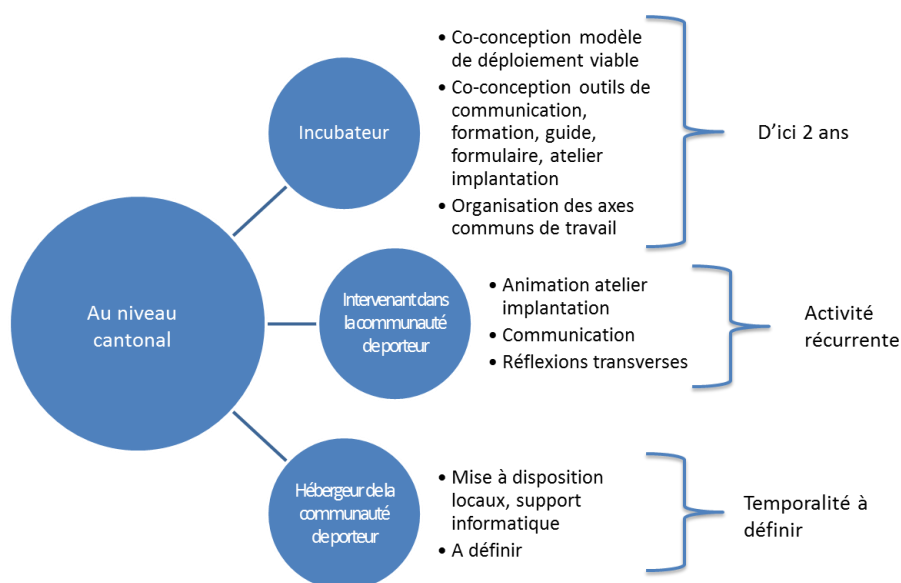 Au niveau
cantonal
Incubateur
• Co-conception modèle
de déploiement viable
• Co-conception outils de
communication,
formation, guide,
formulaire, atelier
implantation
• Organisation des axes
communs de travail
D'ici 2 ans
Intervenant dans
la communauté
de porteur
• Animation atelier
implantation
• Communication
• Réflexions transverses
Activité
récurrente
Hébergeur de la
communauté
de porteur
• Mise à disposition
locaux, support
informatique
• A définir
Temporalité à
définir